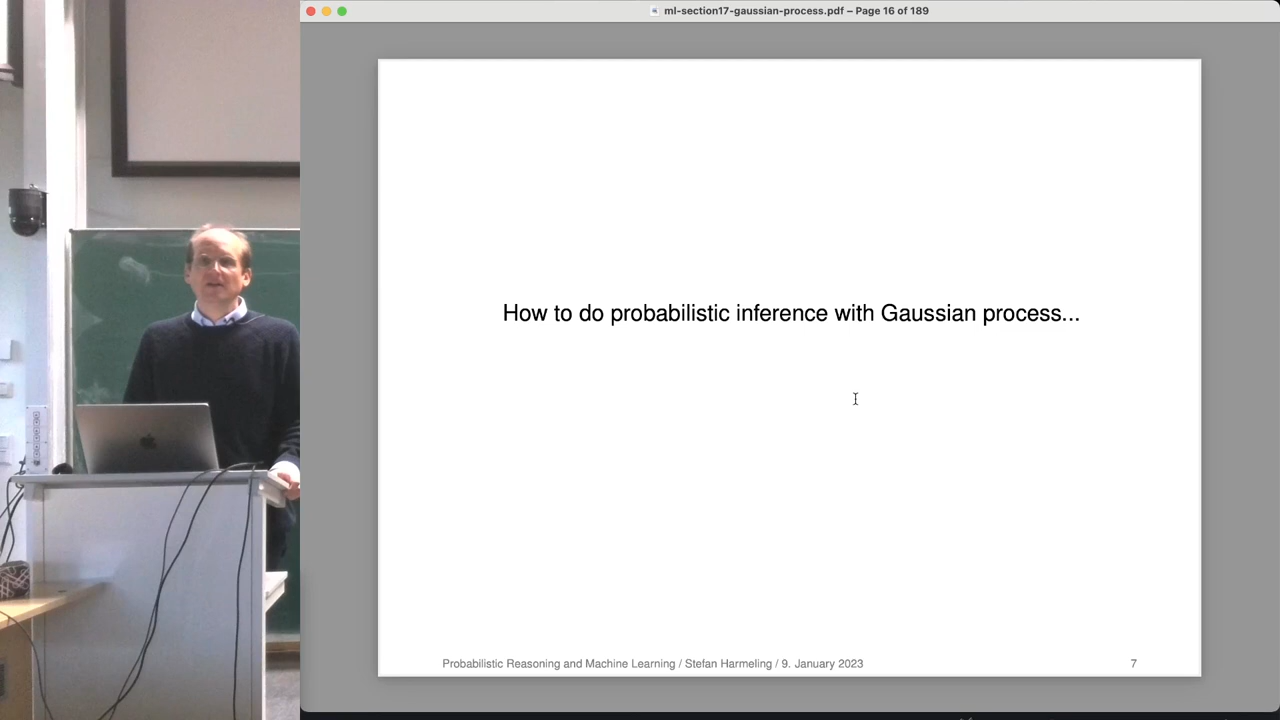 ml-section17-gaussian-process.pdf – Page 16 of 189
How to do probabilistic inference with Gaussian process...
Probabilistic Reasoning and Machine Learning / Stefan Harmeling / 9. January 2023
7